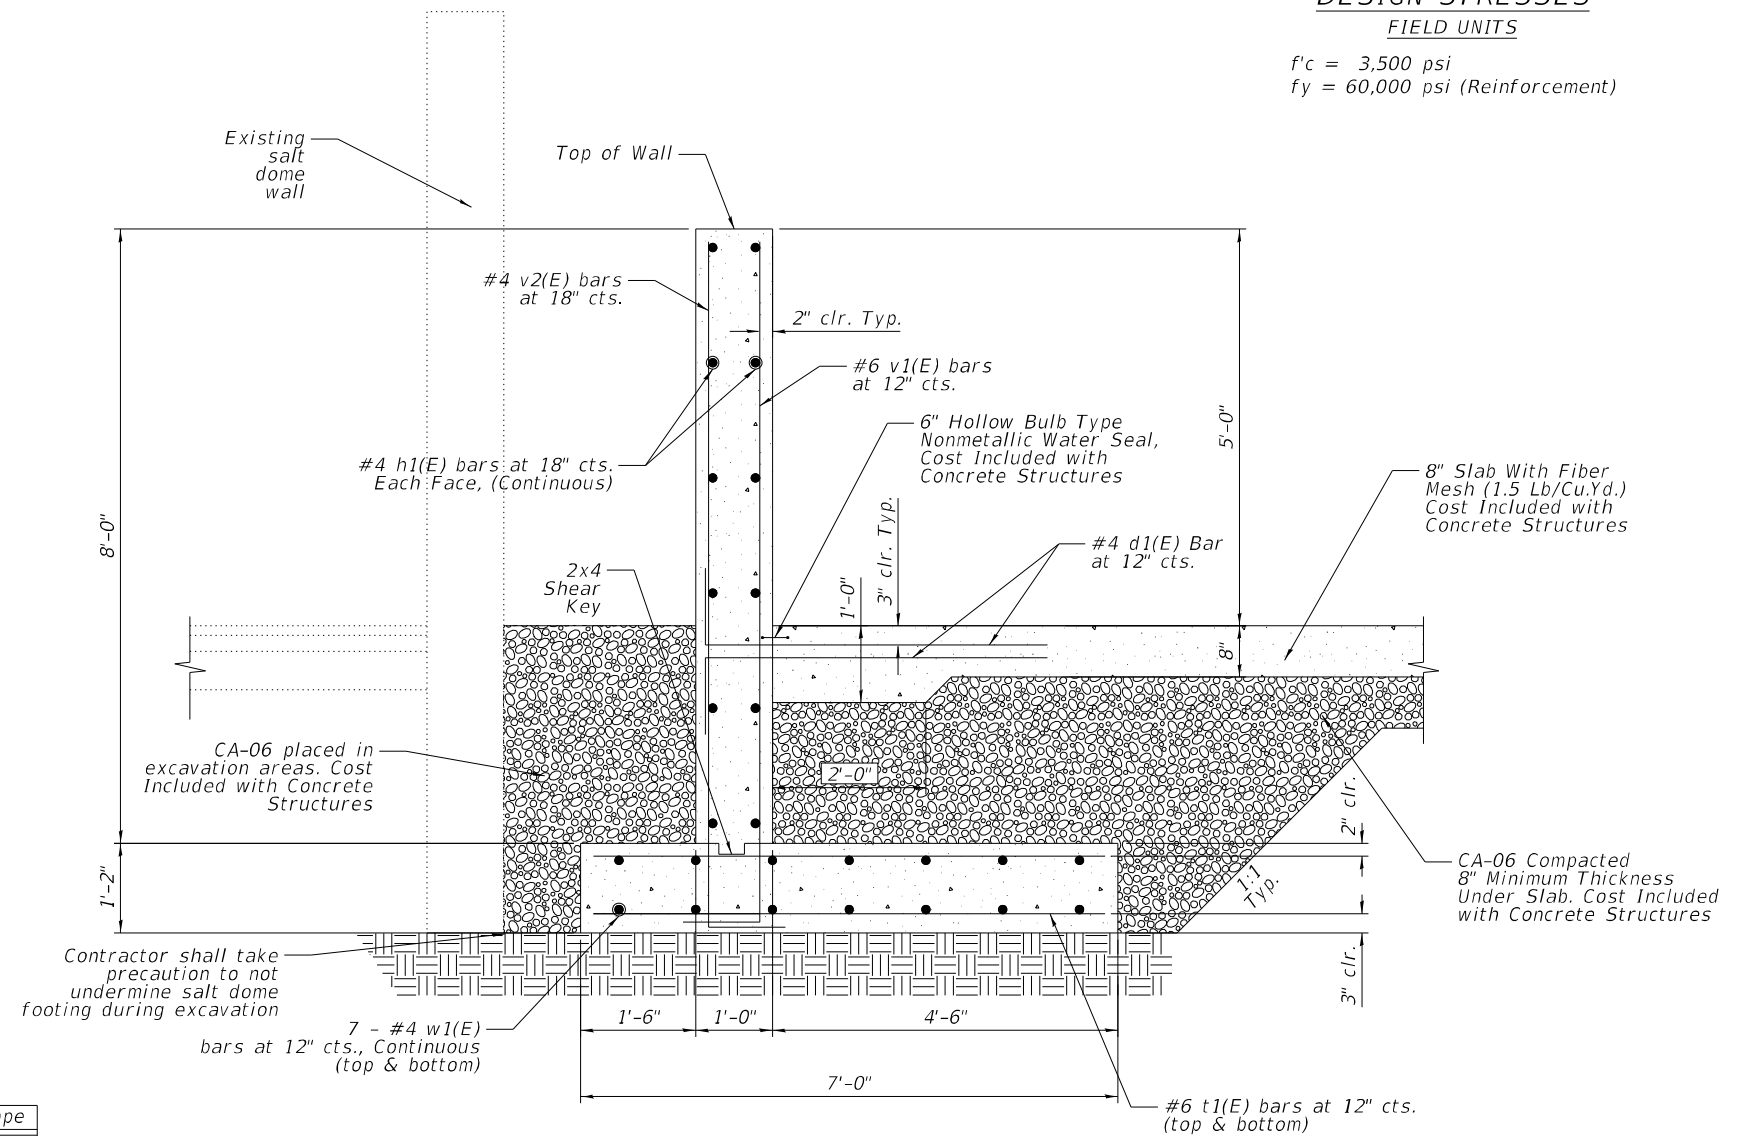 DESIGN STRESSES
FIELD UNITS
f'c = 3,500 psi
fy = 60,000 psi (Reinforcement)
Existing
salt
dome
wall
Top of Wall
#4 v2(E) bars
at 18" cts.
2" clr. Typ.
#6 v1(E) bars
at 12" cts.
6" Hollow Bulb Type
Nonmetallic Water Seal,
Cost Included with
Concrete Structures
5'-0"
#4 h1(E) bars at 18" cts.
Each Face, (Continuous)
8" Slab With Fiber
Mesh (1.5 Lb/Cu.Yd.)
Cost Included with
Concrete Structures
8'-0"
3" clr. Typ.
#4 d1(E) Bar
at 12" cts.
2x4
Shear
Key
1'-0"
8"
CA-06 placed in
excavation areas. Cost
Included with Concrete
Structures
2'-0"
2" clr.
1'-2"
1:1
Typ.
CA-06 Compacted
8" Minimum Thickness
Under Slab. Cost Included
with Concrete Structures
Contractor shall take
precaution to not
undermine salt dome
footing during excavation
3" clr.
7 - #4 w1(E)
bars at 12" cts., Continuous
(top & bottom)
1'-6"
1'-0"
4'-6"
7'-0"
#6 t1(E) bars at 12" cts.
(top & bottom)